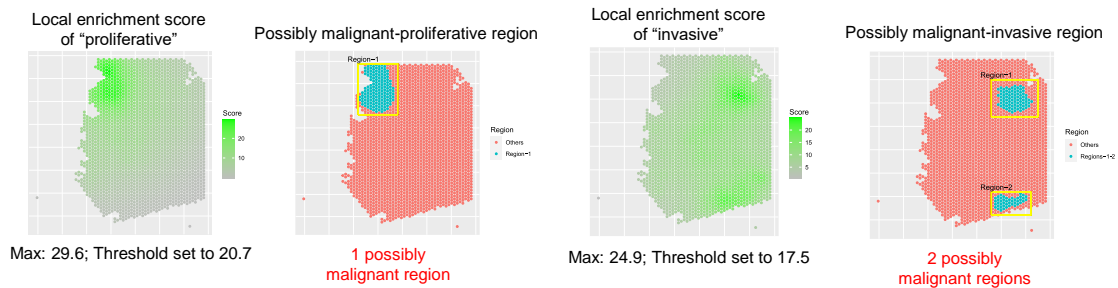 Local enrichment score
of “proliferative”
Score
20
10
Max: 29.6; Threshold set to 20.7
Possibly malignant-proliferative region
Region-1
Region
Others
Region-1
1 possibly
malignant region
Local enrichment score
of “invasive”
Score
20
15
10
5
Max: 24.9; Threshold set to 17.5
Possibly malignant-invasive region
Region-1
Region-2
Region
Others
Regions-1-2
2 possibly
malignant regions